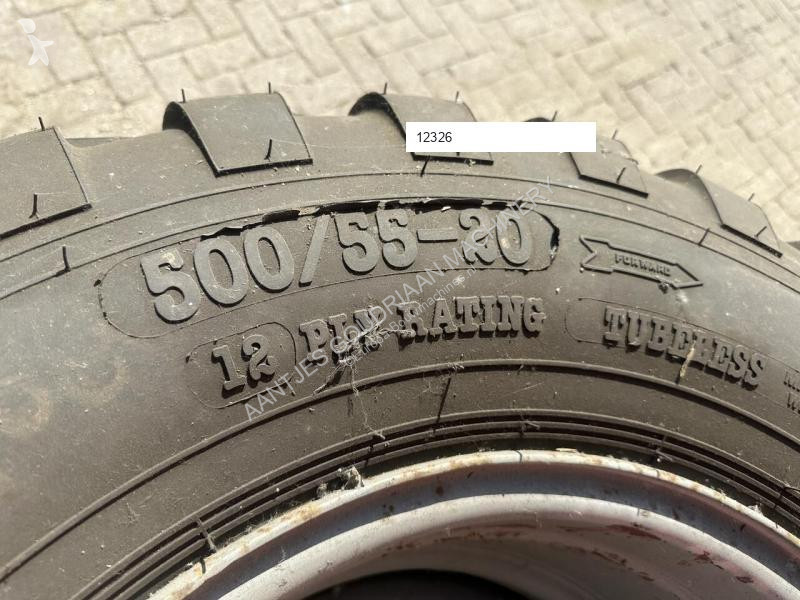 12326
500/55-20
FORWARD
12 PLY RATING
TUBELESS
AANTJES GOUDRIAAN MACHINERY